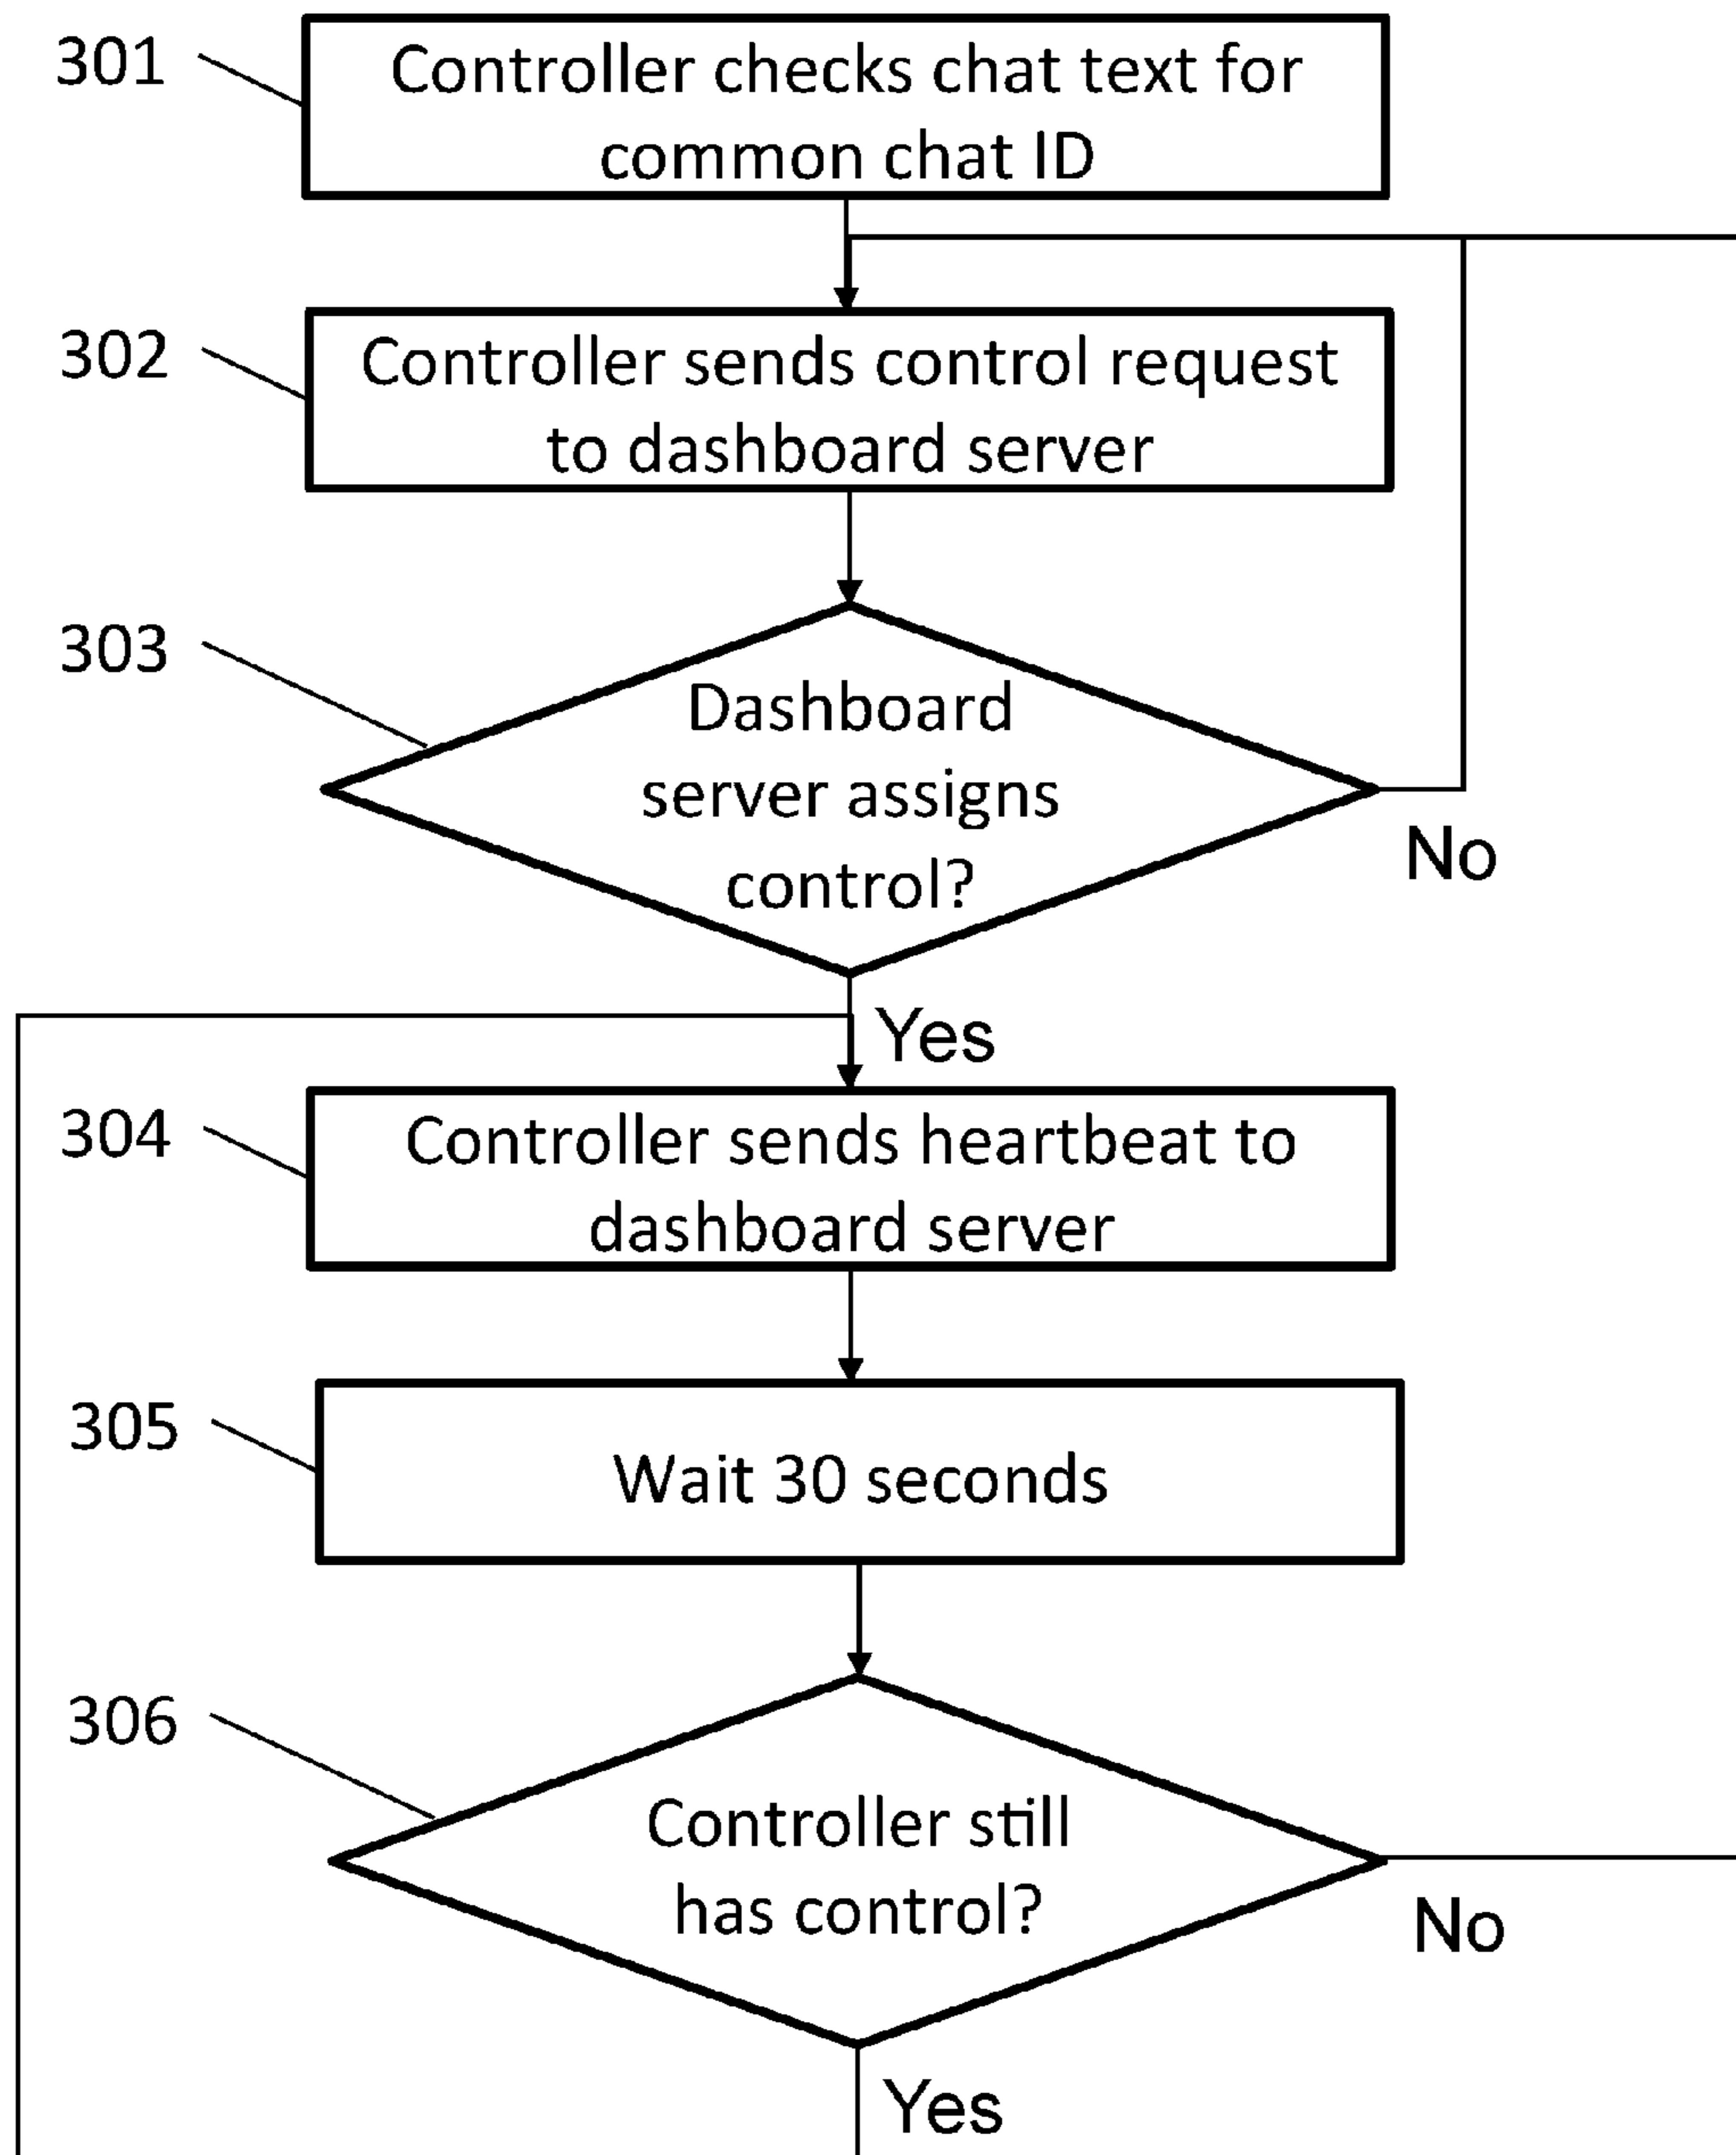 301
Controller checks chat text for
common chat ID
302
Controller sends control request
to dashboard server
303
Dashboard
server assigns
control?
No
Yes
304
Controller sends heartbeat to
dashboard server
305
Wait 30 seconds
306
Controller still
has control?
No
Yes